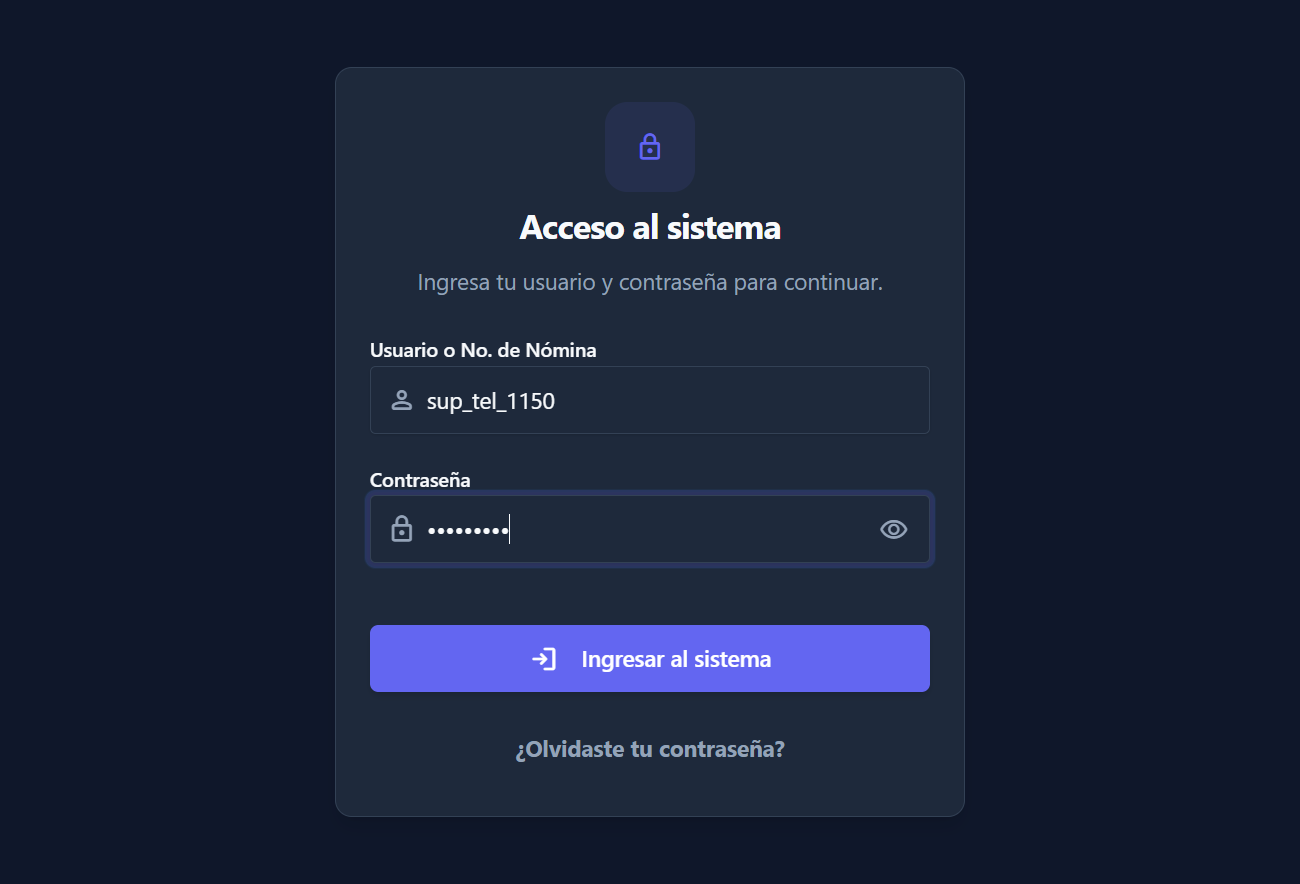 Acceso al sistema
Ingresa tu usuario y contraseña para continuar.
Usuario o No. de Nómina
sup_tel_1150
Contraseña
•••••••••
Ingresar al sistema
¿Olvidaste tu contraseña?